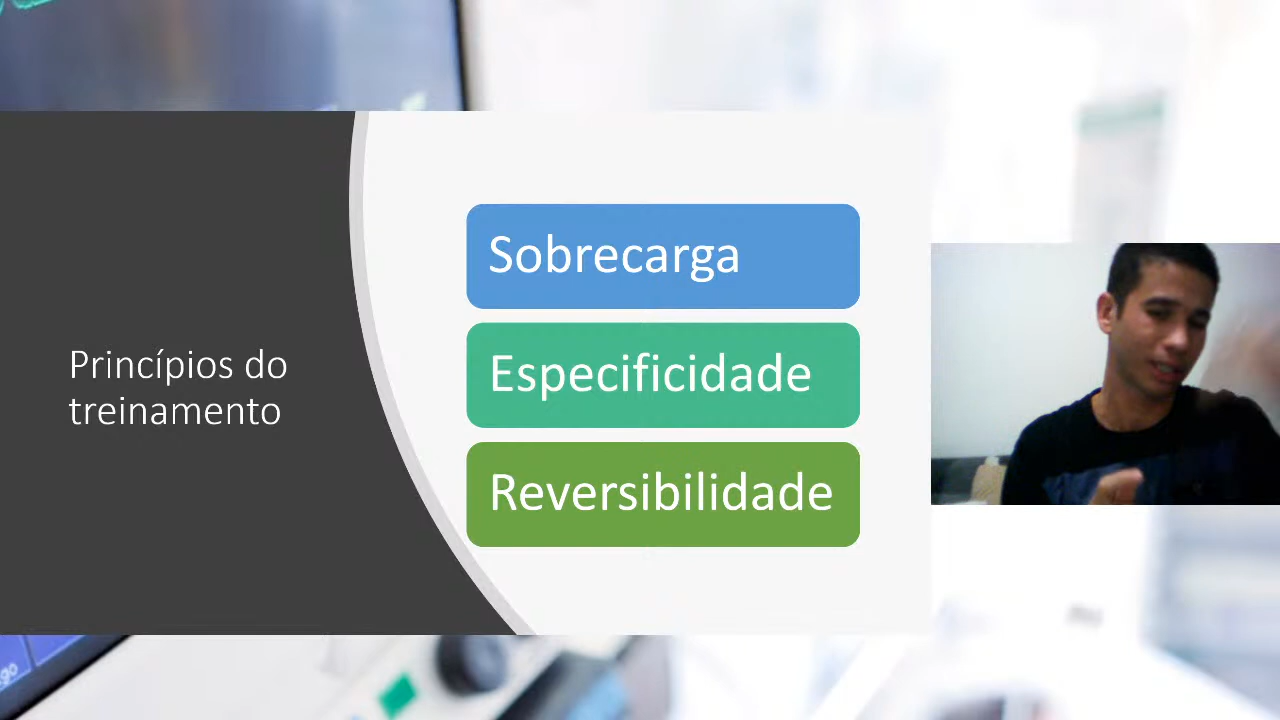 Princípios do
treinamento
Sobrecarga
Especificidade
Reversibilidade